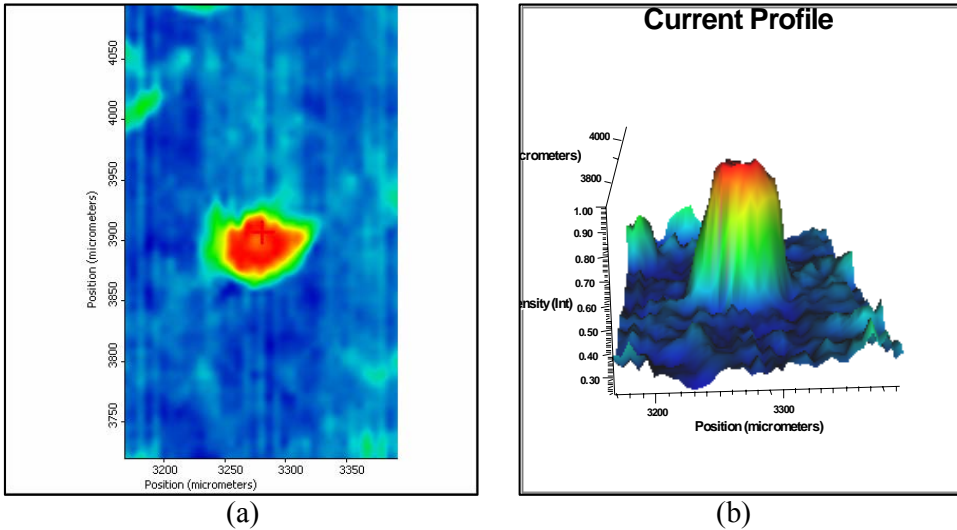 4050
4000
3950
3900
3850
3800
3750
Position (micrometers)
3200 3250 3300 3350
Position (micrometers)
(a)
Current Profile
4000
crometers)
3800
1.00
0.90
0.80
0.70
0.60
ensity (Int)
0.50
0.40
0.30
3200 3300
Position (micrometers)
(b)